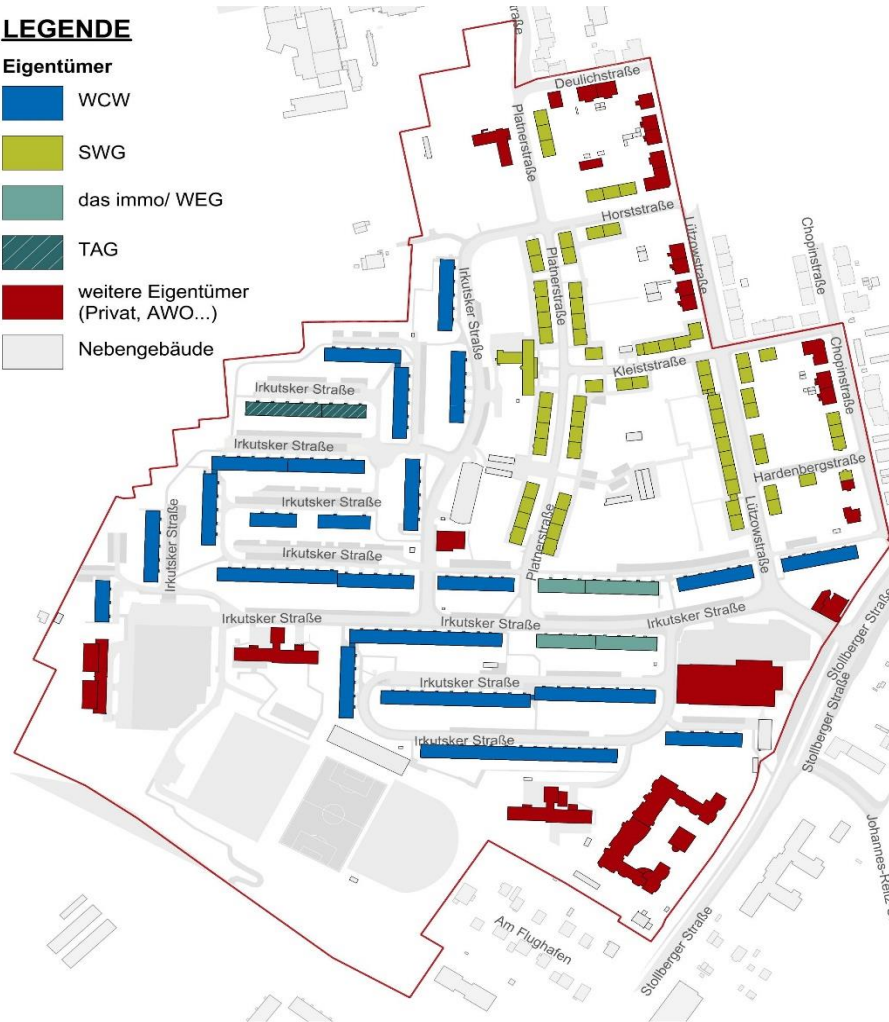 LEGENDE
Eigentümer
WCW
SWG
das immo/ WEG
TAG
weitere Eigentümer
(Privat, AWO...)
Nebengebäude
Deulichstraße
Platnerstraße
Horststraße
Lützowstraße
Chopinstraße
Irkutsker Straße
Platnerstraße
Kleiststraße
Chopinstraße
Irkutsker Straße
Irkutsker Straße
Hardenbergstraße
Irkutsker Straße
Irkutsker Straße
Platnerstraße
Lützowstraße
Irkutsker Straße
Irkutsker Straße
Irkutsker Straße
Irkutsker Straße
Stollberger Straße
Irkutsker Straße
Stollberger Straße
Irkutsker Straße
Am Flughafen
Stollberger Straße